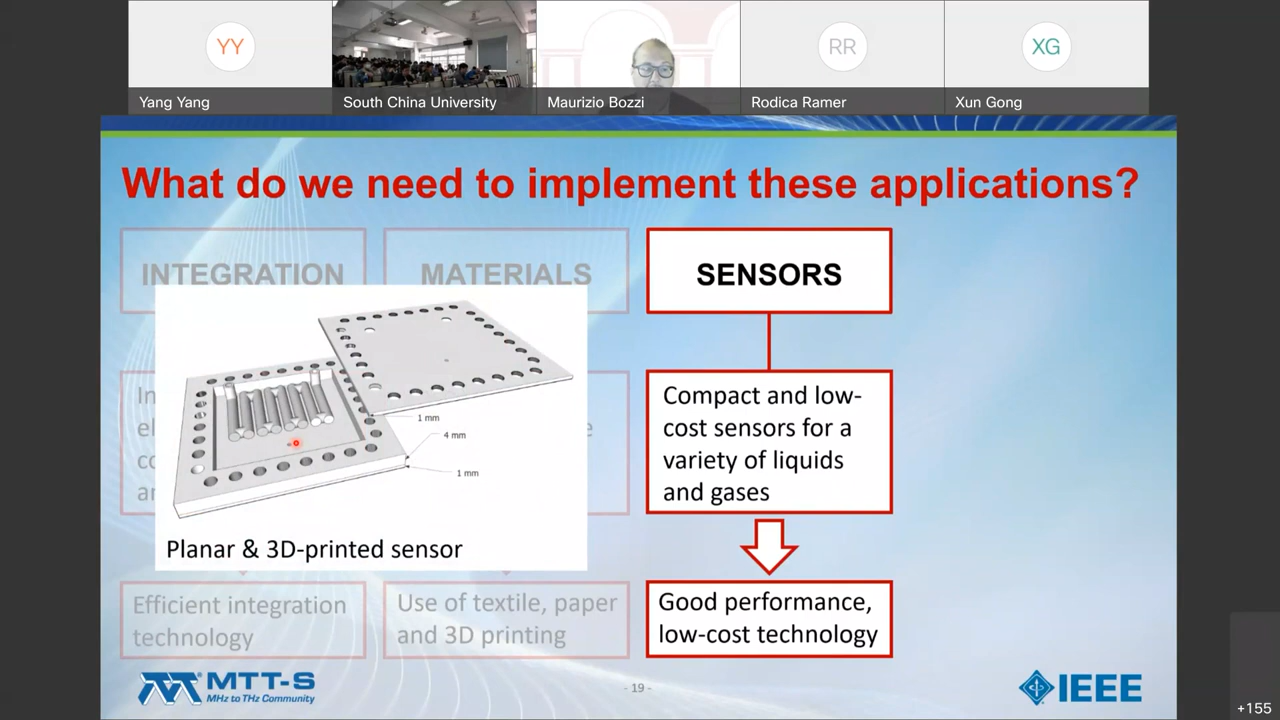 YY
RR
XG
Yang Yang
South China University
Maurizio Bozzi
Rodica Ramer
Xun Gong
What do we need to implement these applications?
INTEGRATION
MATERIALS
SENSORS
1 mm
4 mm
1 mm
Planar & 3D-printed sensor
Compact and low-
cost sensors for a
variety of liquids
and gases
Efficient integration
technology
Use of textile, paper
and 3D printing
Good performance,
low-cost technology
MTT-S
MHz to THz Community
- 19 -
IEEE
+155